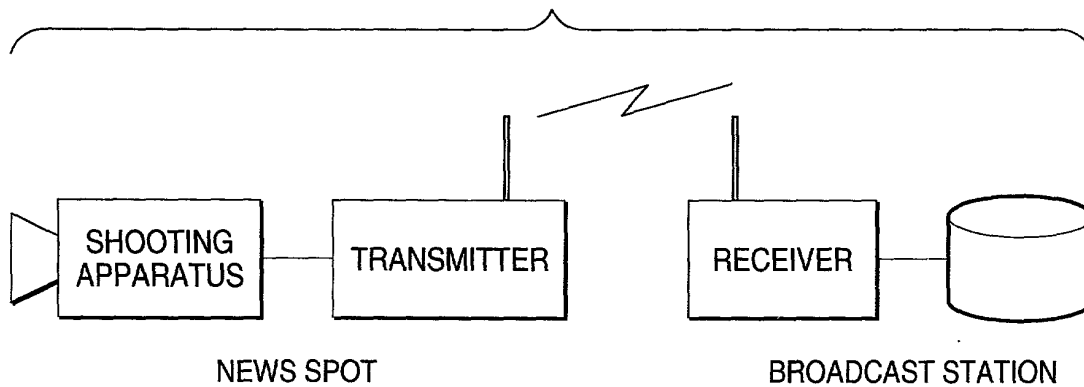 SHOOTING
APPARATUS
TRANSMITTER
RECEIVER
NEWS SPOT
BROADCAST STATION